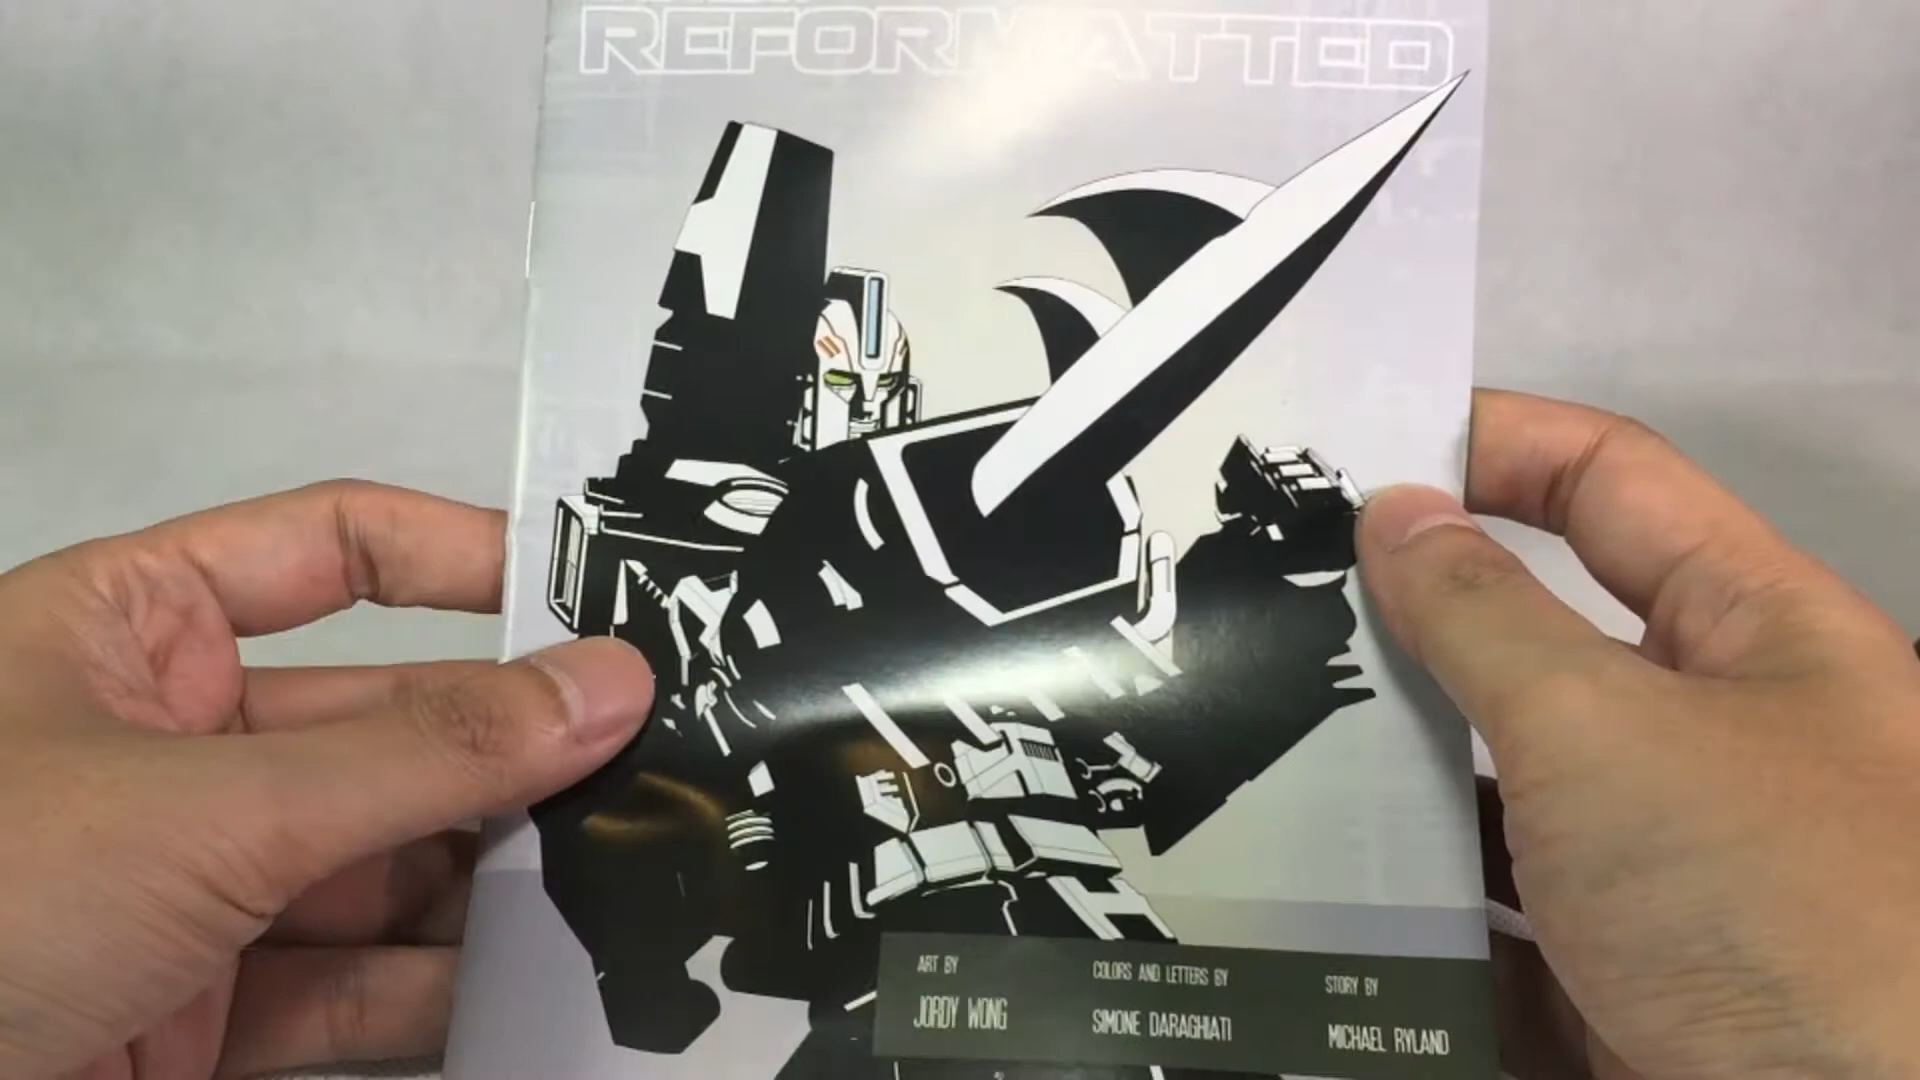 REFORMATTED
ART BY
JORDY WONG
COLORS AND LETTERS BY
SIMONE DARAGHIATI
STORY BY
MICHAEL RYLAND